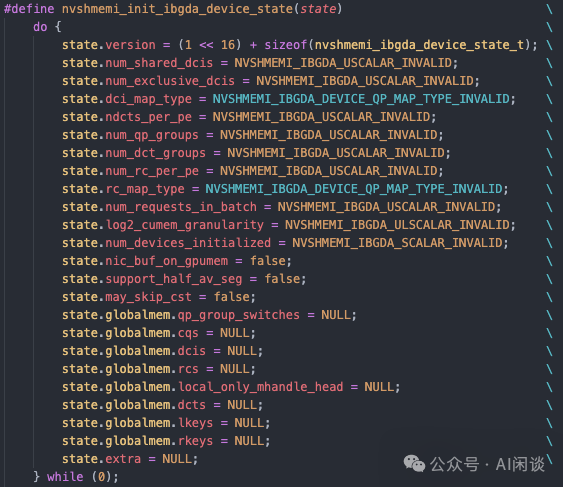 #define nvshmemi_init_ibgda_device_state(state) \
    do { \
        state.version = (1 << 16) + sizeof(nvshmemi_ibgda_device_state_t); \
        state.num_shared_dcis = NVSHMEMI_IBGDA_USCALAR_INVALID; \
        state.num_exclusive_dcis = NVSHMEMI_IBGDA_USCALAR_INVALID; \
        state.dci_map_type = NVSHMEMI_IBGDA_DEVICE_QP_MAP_TYPE_INVALID; \
        state.ndcts_per_pe = NVSHMEMI_IBGDA_USCALAR_INVALID; \
        state.num_qp_groups = NVSHMEMI_IBGDA_USCALAR_INVALID; \
        state.num_dct_groups = NVSHMEMI_IBGDA_USCALAR_INVALID; \
        state.num_rc_per_pe = NVSHMEMI_IBGDA_USCALAR_INVALID; \
        state.rc_map_type = NVSHMEMI_IBGDA_DEVICE_QP_MAP_TYPE_INVALID; \
        state.num_requests_in_batch = NVSHMEMI_IBGDA_USCALAR_INVALID; \
        state.log2_cumem_granularity = NVSHMEMI_IBGDA_ULSCALAR_INVALID; \
        state.num_devices_initialized = NVSHMEMI_IBGDA_SCALAR_INVALID; \
        state.nic_buf_on_gpumem = false; \
        state.support_half_av_seg = false; \
        state.may_skip_cst = false; \
        state.globalmem.qp_group_switches = NULL; \
        state.globalmem.cqs = NULL; \
        state.globalmem.dcis = NULL; \
        state.globalmem.rcs = NULL; \
        state.globalmem.local_only_mhandle_head = NULL; \
        state.globalmem.dcts = NULL; \
        state.globalmem.lkeys = NULL; \
        state.globalmem.rkeys = NULL; \
        state.extra = NULL; \
    } while (0);
公众号 · AI闲谈